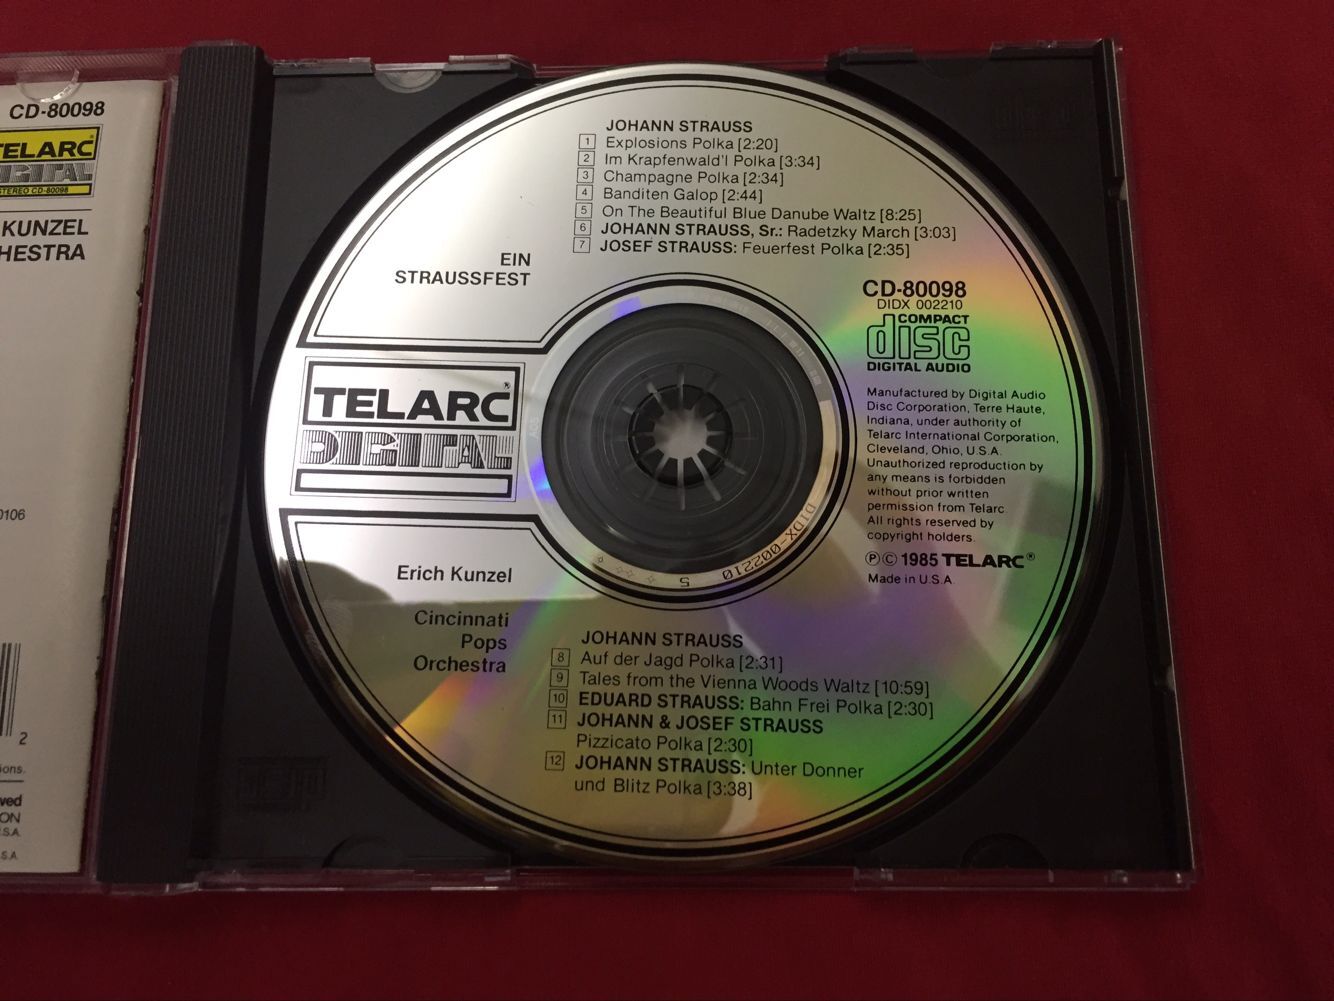 CD-80098
TELARC
DIGITAL
STEREO CD-80098
KUNZEL
HESTRA
0106
2
ions.
ved
ON
S.A.
S.A.
JOHANN STRAUSS
1 Explosions Polka [2:20]
2 Im Krapfenwald'l Polka [3:34]
3 Champagne Polka [2:34]
4 Banditen Galop [2:44]
5 On The Beautiful Blue Danube Waltz [8:25]
6 JOHANN STRAUSS, Sr.: Radetzky March [3:03]
7 JOSEF STRAUSS: Feuerfest Polka [2:35]
EIN
STRAUSSFEST
TELARC®
DIGITAL
CD-80098
DIDX 002210
COMPACT
disc
DIGITAL AUDIO
Manufactured by Digital Audio
Disc Corporation, Terre Haute,
Indiana, under authority of
Telarc International Corporation,
Cleveland, Ohio, U.S.A.
Unauthorized reproduction by
any means is forbidden
without prior written
permission from Telarc
All rights reserved by
copyright holders.
Ⓟ © 1985 TELARC®
Made in U.S.A.
DIDX-002210 5
Erich Kunzel
Cincinnati
Pops
Orchestra
JOHANN STRAUSS
8 Auf der Jagd Polka [2:31]
9 Tales from the Vienna Woods Waltz [10:59]
10 EDUARD STRAUSS: Bahn Frei Polka [2:30]
11 JOHANN & JOSEF STRAUSS
Pizzicato Polka [2:30]
12 JOHANN STRAUSS: Unter Donner
und Blitz Polka [3:38]